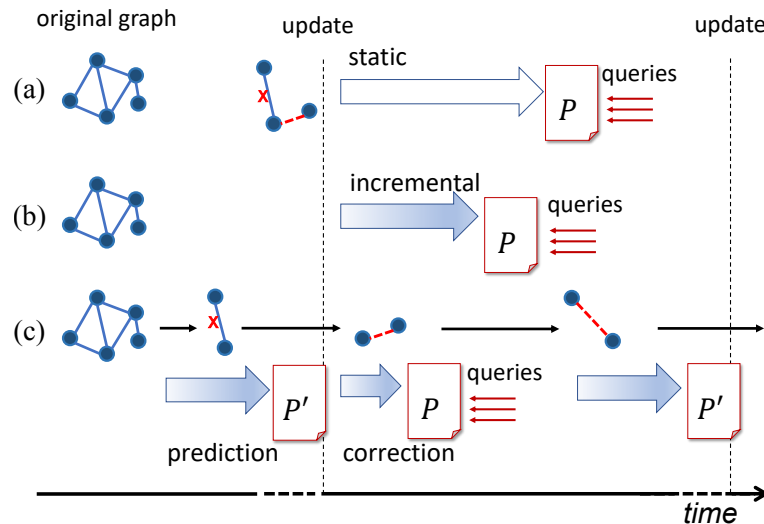 original graph
update
update
(a)
x
static
P
queries
(b)
incremental
P
queries
(c)
x
P'
prediction
P
queries
correction
P'
time